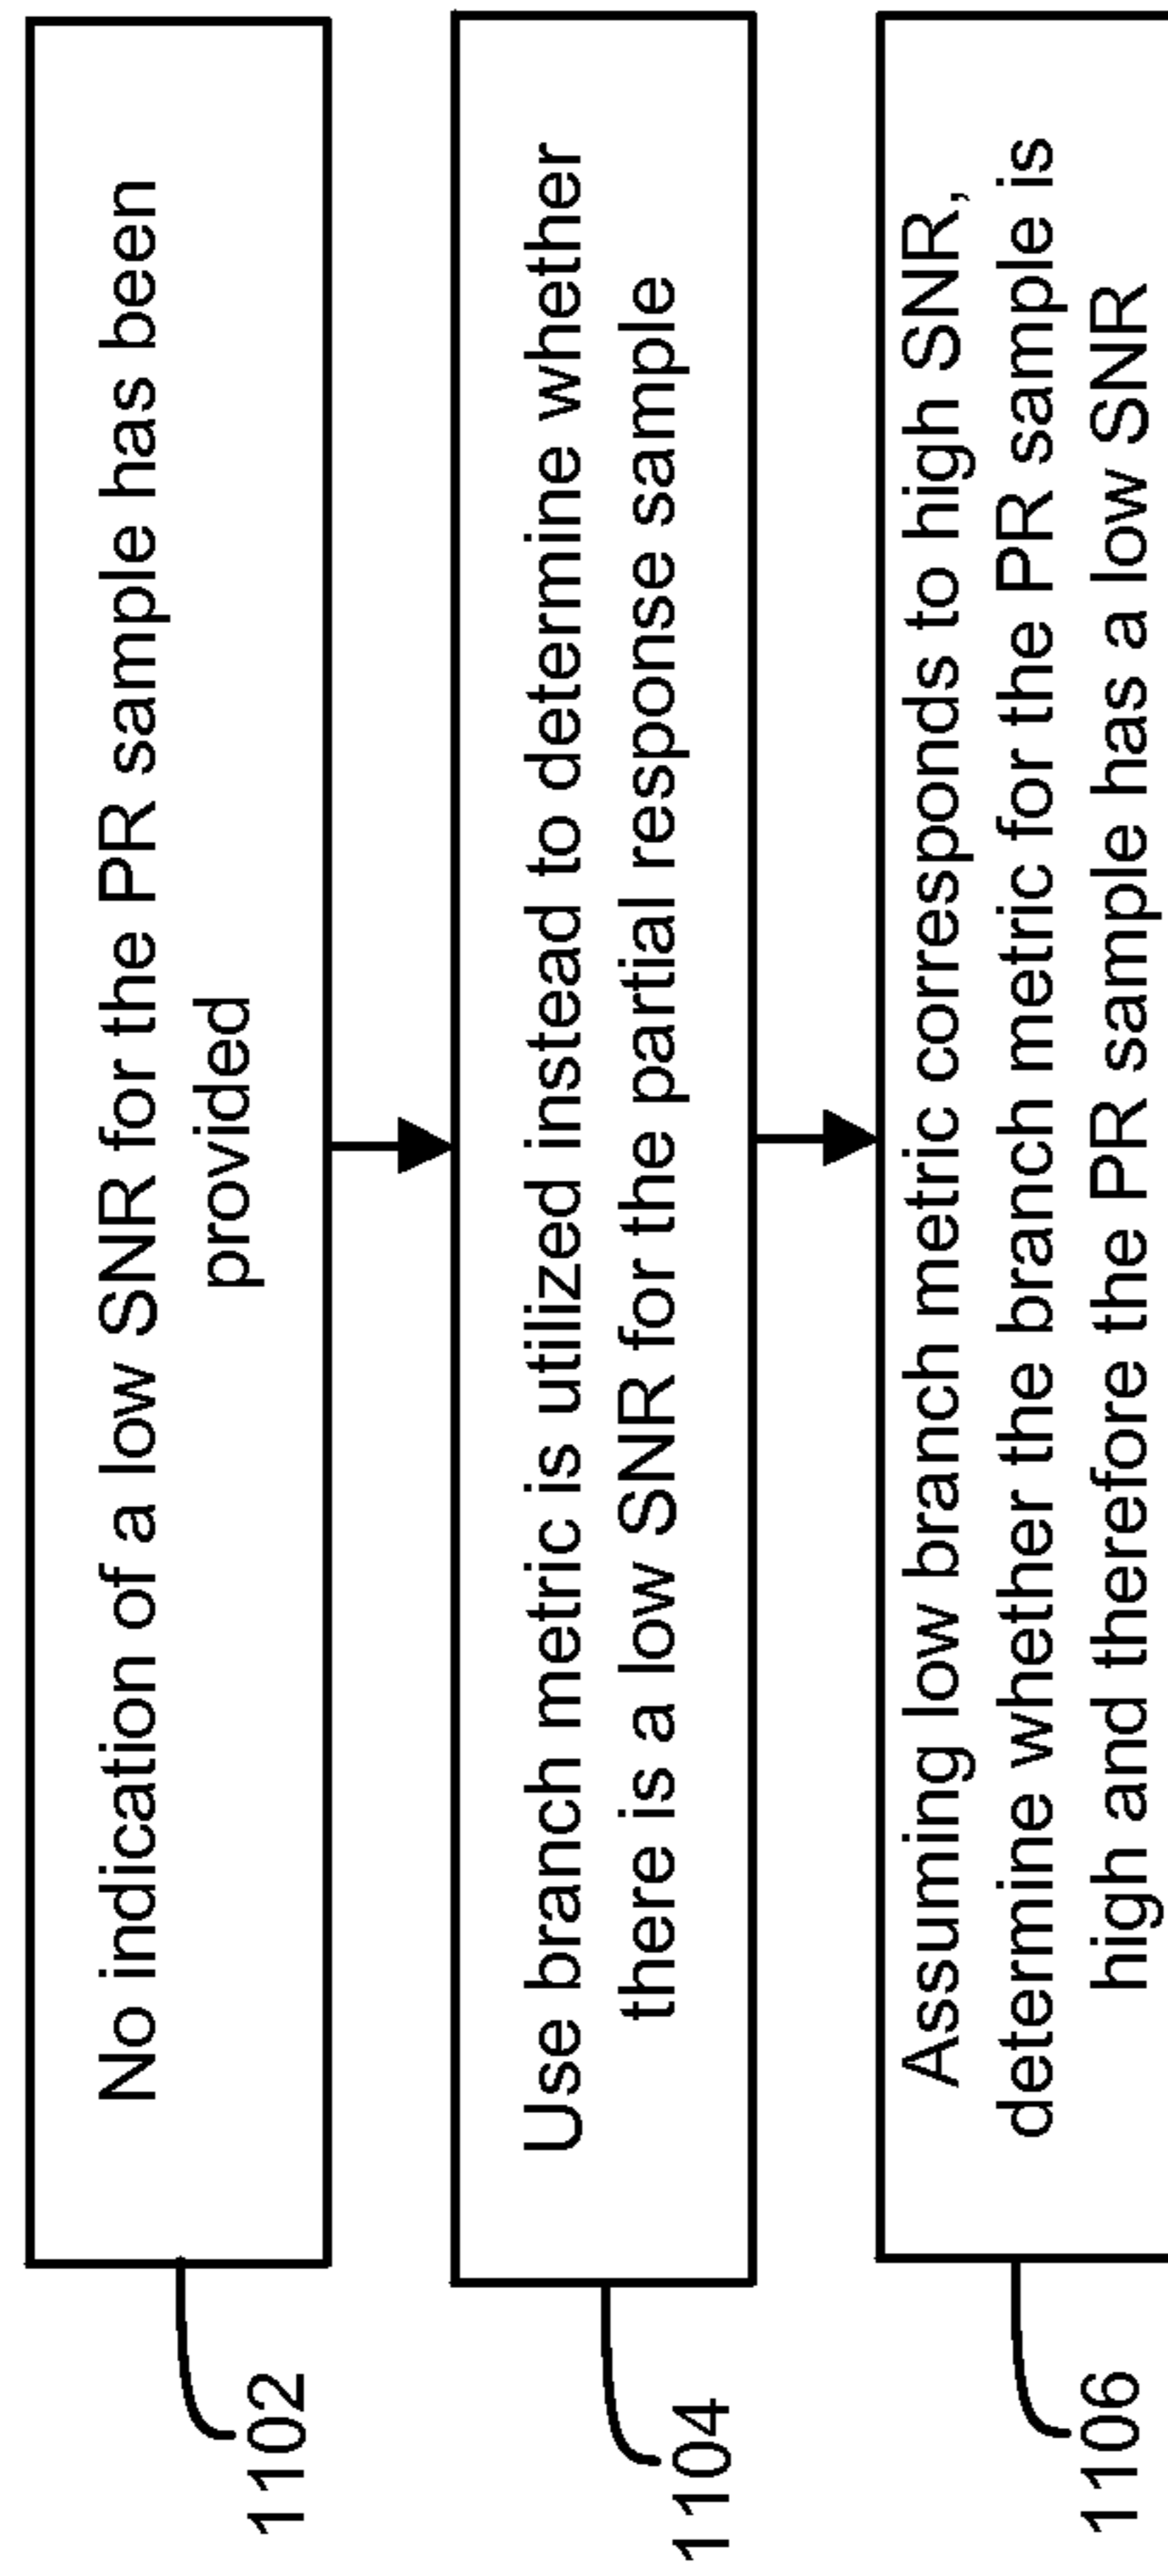 No indication of a low SNR for the PR sample has been
provided
1102
Use branch metric is utilized instead to determine whether
there is a low SNR for the partial response sample
1104
Assuming low branch metric corresponds to high SNR,
determine whether the branch metric for the PR sample is
high and therefore the PR sample has a low SNR
1106